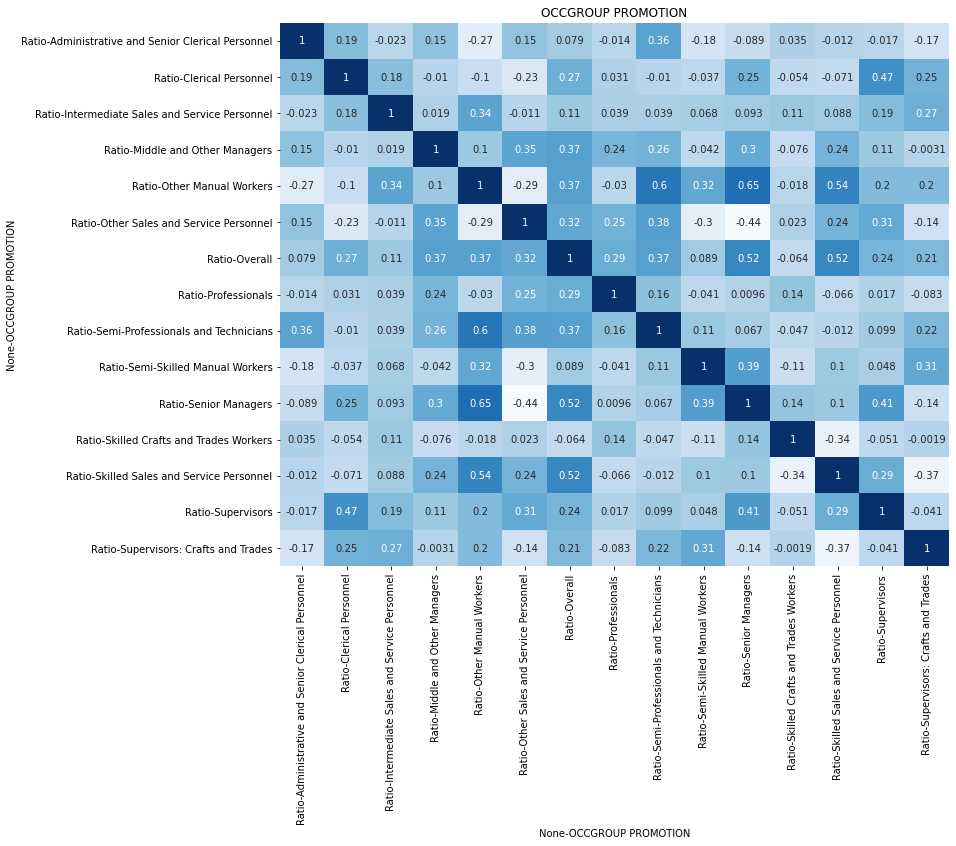 OCCGROUP PROMOTION
None-OCCGROUP PROMOTION
Ratio-Administrative and Senior Clerical Personnel 1 0.19 -0.023 0.15 -0.27 0.15 0.079 -0.014 0.36 -0.18 -0.089 0.035 -0.012 -0.017 -0.17
Ratio-Clerical Personnel 0.19 1 0.18 -0.01 -0.1 -0.23 0.27 0.031 -0.01 -0.037 0.25 -0.054 -0.071 0.47 0.25
Ratio-Intermediate Sales and Service Personnel -0.023 0.18 1 0.019 0.34 -0.011 0.11 0.039 0.039 0.068 0.093 0.11 0.088 0.19 0.27
Ratio-Middle and Other Managers 0.15 -0.01 0.019 1 0.1 0.35 0.37 0.24 0.26 -0.042 0.3 -0.076 0.24 0.11 -0.0031
Ratio-Other Manual Workers -0.27 -0.1 0.34 0.1 1 -0.29 0.37 -0.03 0.6 0.32 0.65 -0.018 0.54 0.2 0.2
Ratio-Other Sales and Service Personnel 0.15 -0.23 -0.011 0.35 -0.29 1 0.32 0.25 0.38 -0.3 -0.44 0.023 0.24 0.31 -0.14
Ratio-Overall 0.079 0.27 0.11 0.37 0.37 0.32 1 0.29 0.37 0.089 0.52 -0.064 0.52 0.24 0.21
Ratio-Professionals -0.014 0.031 0.039 0.24 -0.03 0.25 0.29 1 0.16 -0.041 0.0096 0.14 -0.066 0.017 -0.083
Ratio-Semi-Professionals and Technicians 0.36 -0.01 0.039 0.26 0.6 0.38 0.37 0.16 1 0.11 0.067 -0.047 -0.012 0.099 0.22
Ratio-Semi-Skilled Manual Workers -0.18 -0.037 0.068 -0.042 0.32 -0.3 0.089 -0.041 0.11 1 0.39 -0.11 0.1 0.048 0.31
Ratio-Senior Managers -0.089 0.25 0.093 0.3 0.65 -0.44 0.52 0.0096 0.067 0.39 1 0.14 0.1 0.41 -0.14
Ratio-Skilled Crafts and Trades Workers 0.035 -0.054 0.11 -0.076 -0.018 0.023 -0.064 0.14 -0.047 -0.11 0.14 1 -0.34 -0.051 -0.0019
Ratio-Skilled Sales and Service Personnel -0.012 -0.071 0.088 0.24 0.54 0.24 0.52 -0.066 -0.012 0.1 0.1 -0.34 1 0.29 -0.37
Ratio-Supervisors -0.017 0.47 0.19 0.11 0.2 0.31 0.24 0.017 0.099 0.048 0.41 -0.051 0.29 1 -0.041
Ratio-Supervisors: Crafts and Trades -0.17 0.25 0.27 -0.0031 0.2 -0.14 0.21 -0.083 0.22 0.31 -0.14 -0.0019 -0.37 -0.041 1
Ratio-Administrative and Senior Clerical Personnel
Ratio-Clerical Personnel
Ratio-Intermediate Sales and Service Personnel
Ratio-Middle and Other Managers
Ratio-Other Manual Workers
Ratio-Other Sales and Service Personnel
Ratio-Overall
Ratio-Professionals
Ratio-Semi-Professionals and Technicians
Ratio-Semi-Skilled Manual Workers
Ratio-Senior Managers
Ratio-Skilled Crafts and Trades Workers
Ratio-Skilled Sales and Service Personnel
Ratio-Supervisors
Ratio-Supervisors: Crafts and Trades
None-OCCGROUP PROMOTION